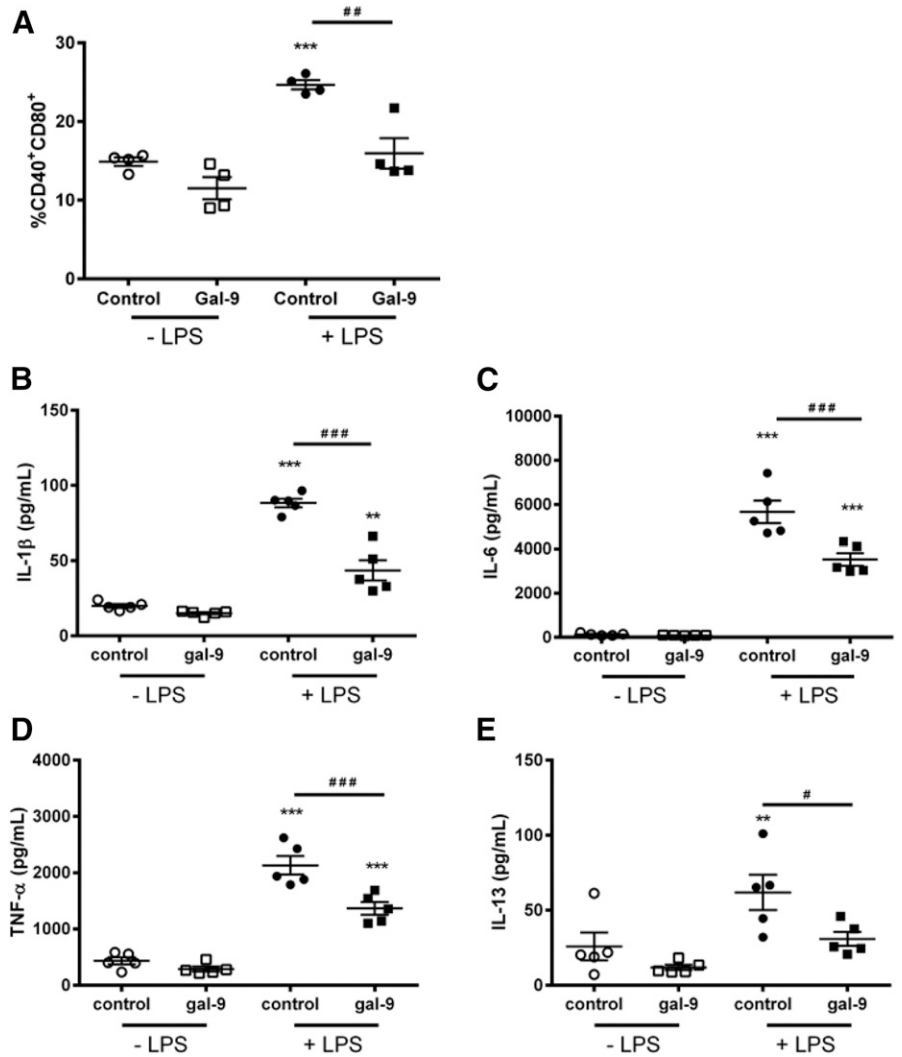 A
##
***
30
20
10
0
%CD40⁺CD80⁺
Control Gal-9 Control Gal-9
- LPS + LPS
B
150
100
50
0
IL-1β (pg/mL)
###
***
**
control gal-9 control gal-9
- LPS + LPS
C
10000
8000
6000
4000
2000
0
IL-6 (pg/mL)
###
***
***
control gal-9 control gal-9
- LPS + LPS
D
4000
3000
2000
1000
0
TNF-α (pg/mL)
###
***
***
control gal-9 control gal-9
- LPS + LPS
E
150
100
50
0
IL-13 (pg/mL)
#
**
control gal-9 control gal-9
- LPS + LPS